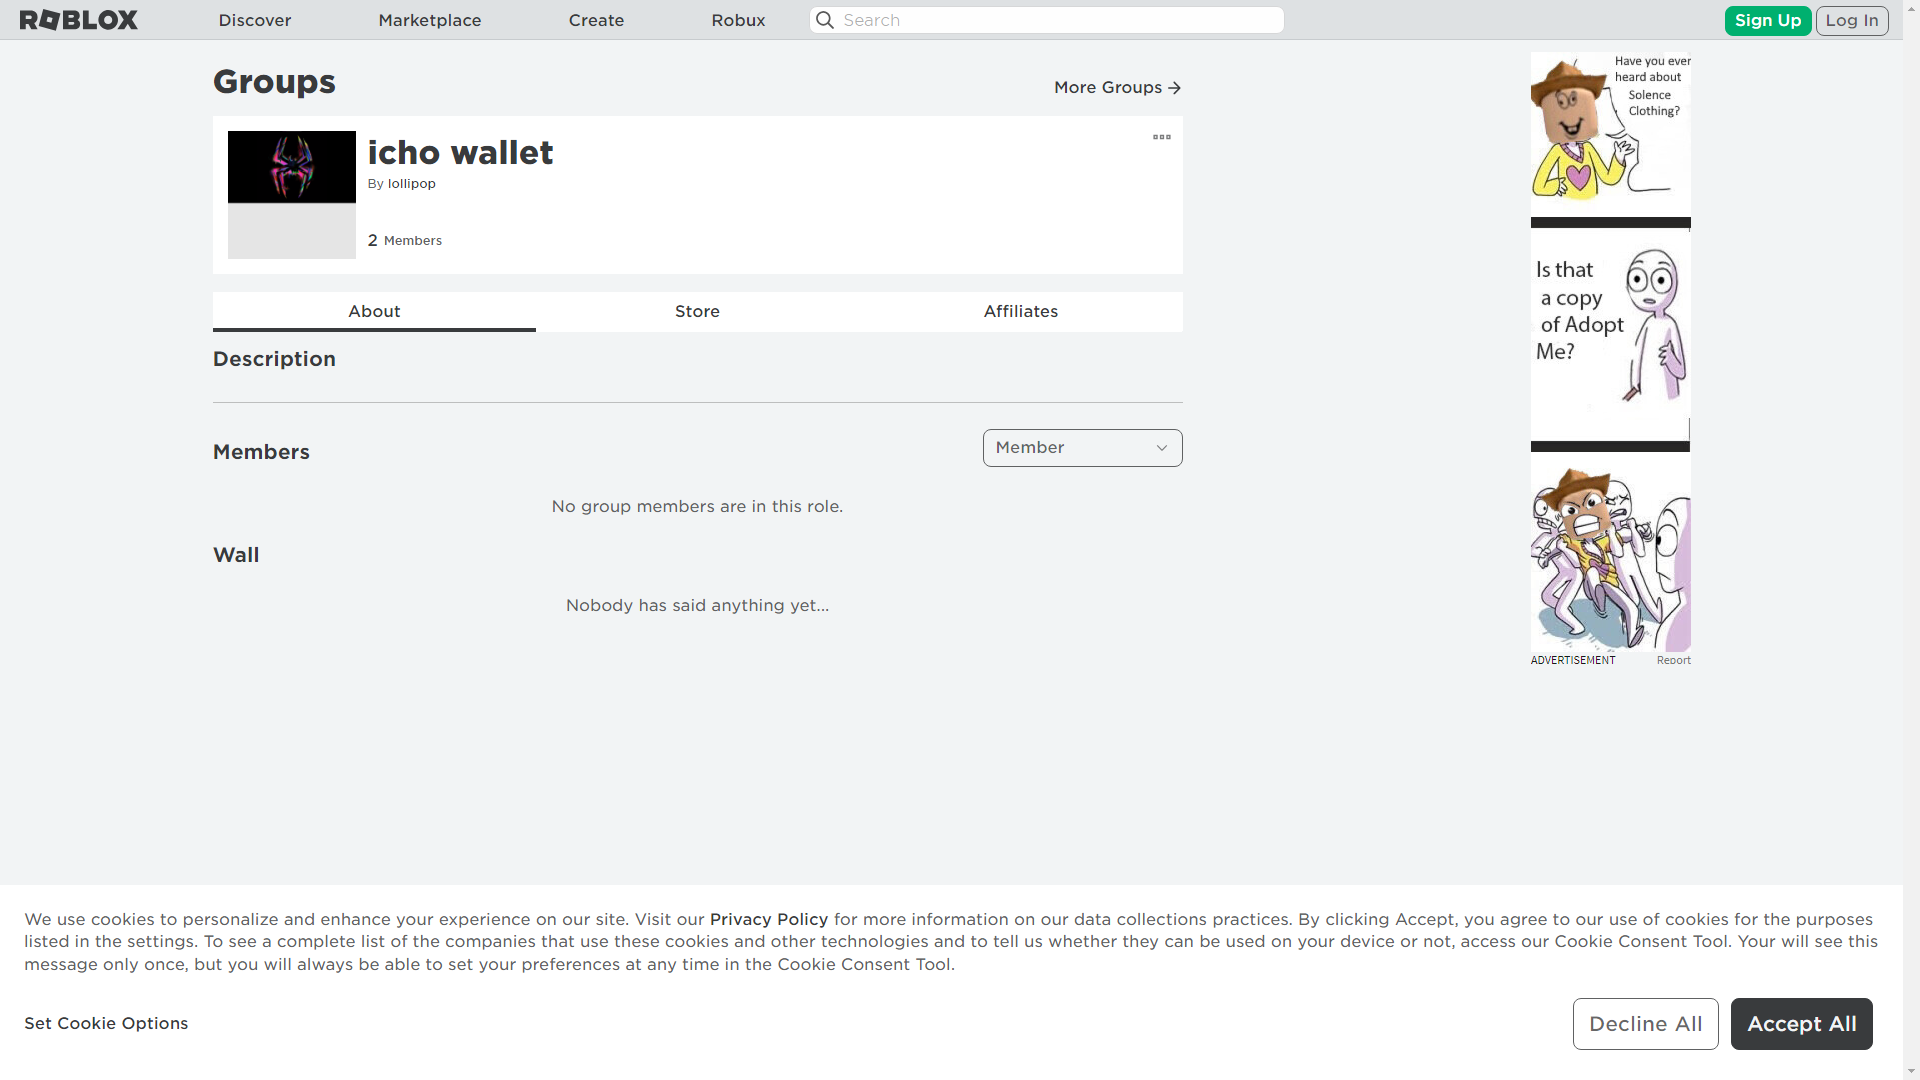 ROBLOX
Discover
Marketplace
Create
Robux
Search
Sign Up
Log In
Groups
More Groups
icho wallet
By lollipop
2 Members
About
Store
Affiliates
Description
Members
Member
No group members are in this role.
Wall
Nobody has said anything yet...
Have you ever
heard about
Solence
Clothing?
Is that
a copy
of Adopt
Me?
ADVERTISEMENT
Report
We use cookies to personalize and enhance your experience on our site. Visit our Privacy Policy for more information on our data collections practices. By clicking Accept, you agree to our use of cookies for the purposes
listed in the settings. To see a complete list of the companies that use these cookies and other technologies and to tell us whether they can be used on your device or not, access our Cookie Consent Tool. Your will see this
message only once, but you will always be able to set your preferences at any time in the Cookie Consent Tool.
Set Cookie Options
Decline All
Accept All